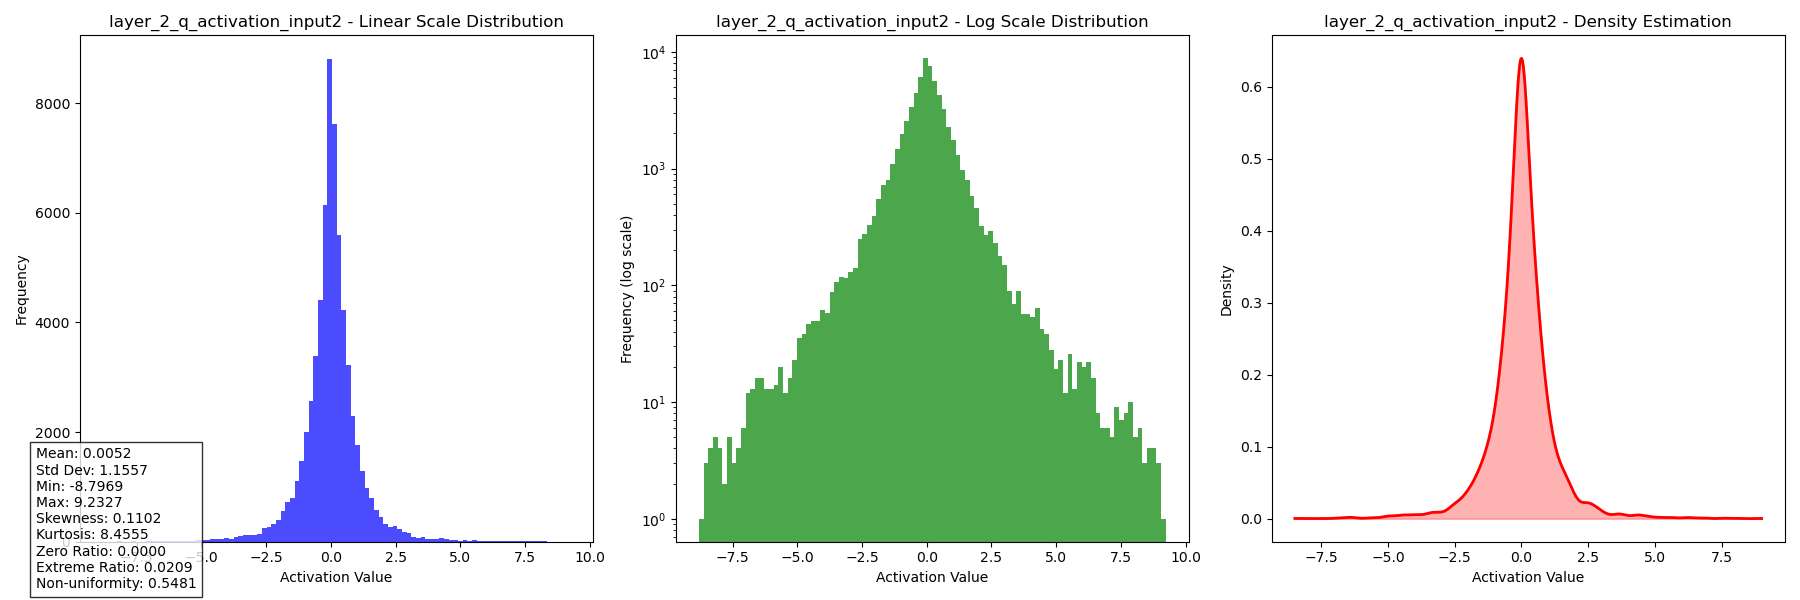 layer_2_q_activation_input2 - Linear Scale Distribution
8000
6000
4000
2000
Frequency
−5.0
−2.5
0.0
2.5
5.0
7.5
10.0
Activation Value
Mean: 0.0052
Std Dev: 1.1557
Min: -8.7969
Max: 9.2327
Skewness: 0.1102
Kurtosis: 8.4555
Zero Ratio: 0.0000
Extreme Ratio: 0.0209
Non-uniformity: 0.5481
layer_2_q_activation_input2 - Log Scale Distribution
10⁴
10³
10²
10¹
10⁰
Frequency (log scale)
−7.5
−5.0
−2.5
0.0
2.5
5.0
7.5
10.0
Activation Value
layer_2_q_activation_input2 - Density Estimation
0.6
0.5
0.4
0.3
0.2
0.1
0.0
Density
−7.5
−5.0
−2.5
0.0
2.5
5.0
7.5
Activation Value